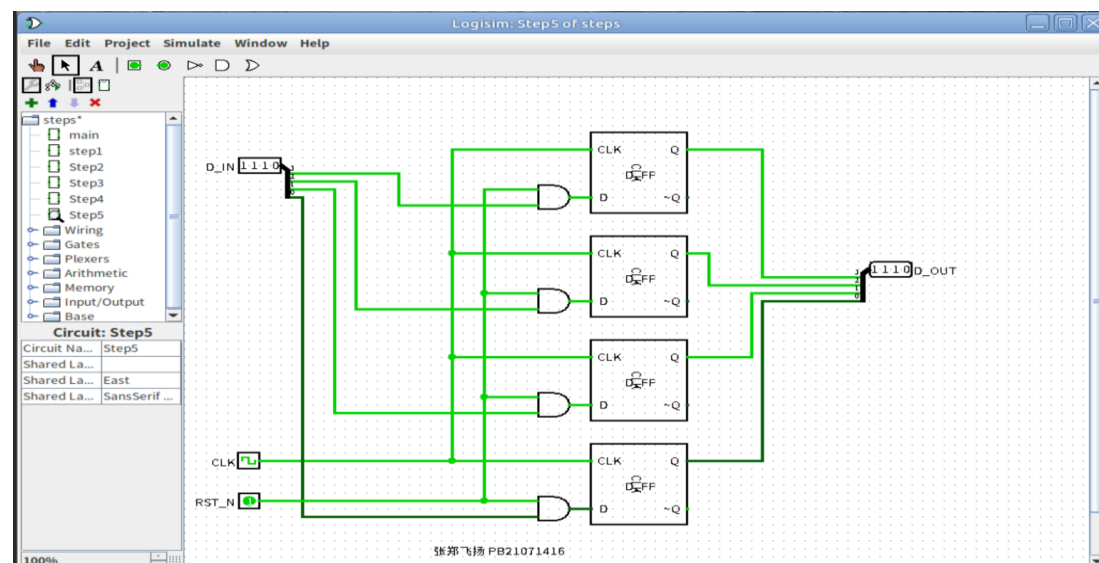 Logisim: Step5 of steps
File Edit Project Simulate Window Help
A
steps*
main
step1
Step2
Step3
Step4
Step5
Wiring
Gates
Plexers
Arithmetic
Memory
Input/Output
Base
Circuit: Step5
Circuit Na... Step5
Shared La...
Shared La... East
Shared La... SansSerif ...
100%
D_IN 1110
CLK Q
D ~Q
CLK Q
D ~Q
1110 D_OUT
CLK Q
D ~Q
CLK
CLK Q
RST_N 1
D ~Q
张郑飞扬 PB21071416